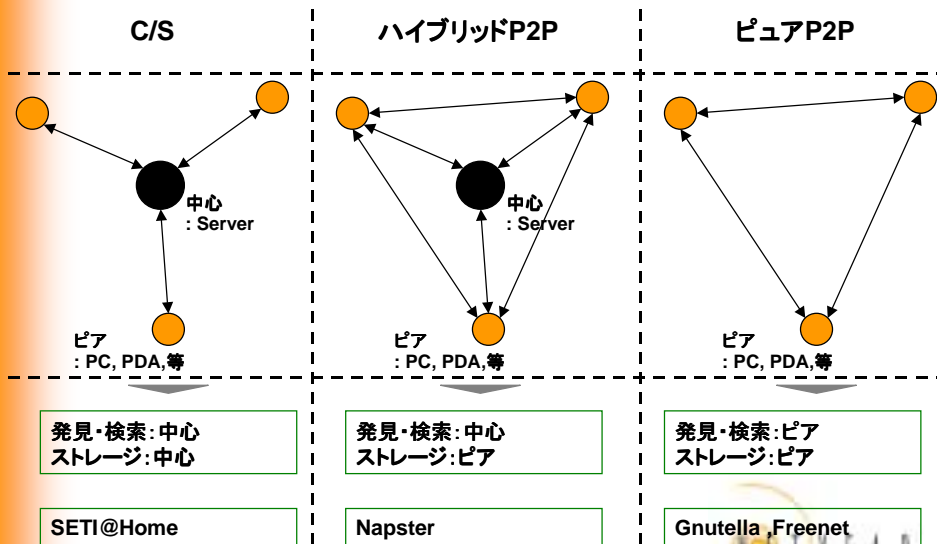 C/S
ハイブリッドP2P
ピュアP2P
中心
: Server
ピア
: PC, PDA,等
中心
: Server
ピア
: PC, PDA,等
ピア
: PC, PDA,等
発見・検索:中心
ストレージ:中心
発見・検索:中心
ストレージ:ピア
発見・検索:ピア
ストレージ:ピア
SETI@Home
Napster
Gnutella ,Freenet